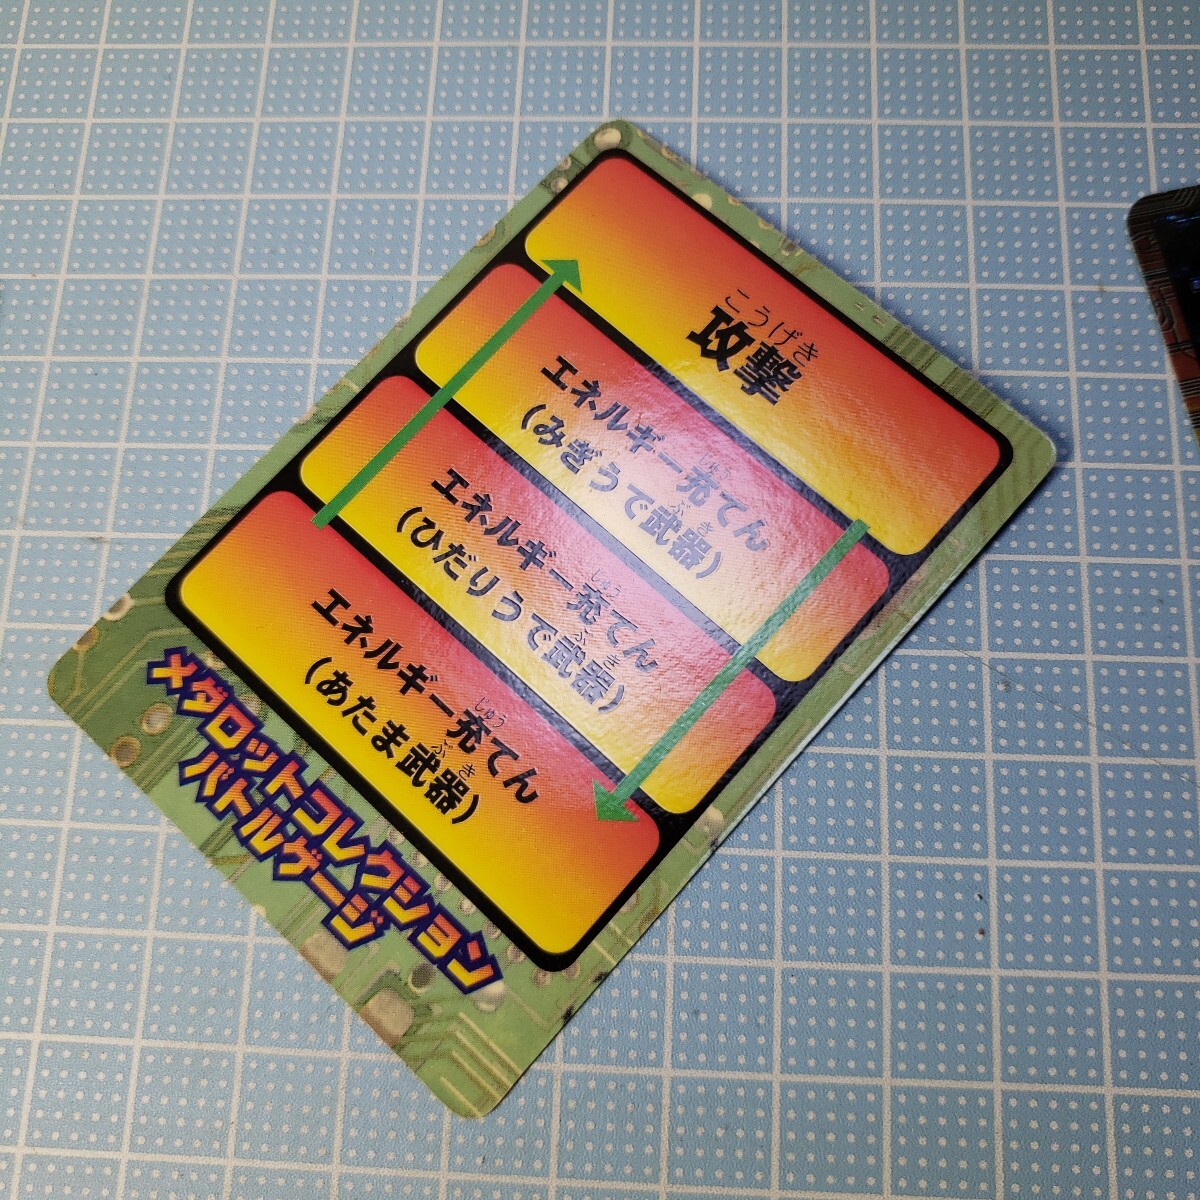 こうげき
攻撃
エネルギー充てん
じゅう
(みぎうで武器)
ぶき
エネルギー充てん
じゅう
(ひだりうで武器)
ぶき
エネルギー充てん
じゅう
(あたま武器)
ぶき
メダロットコレクション
バトルゲージ